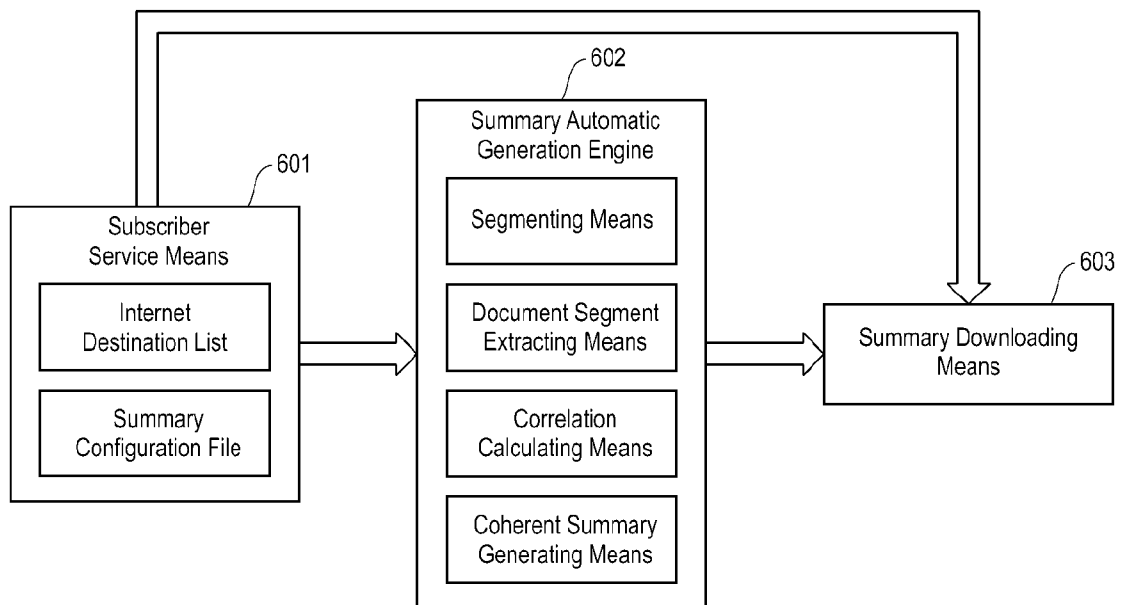 602
Summary Automatic
Generation Engine
601
Segmenting Means
Subscriber
Service Means
603
Internet
Destination List
Document Segment
Extracting Means
Summary Downloading
Means
Summary
Configuration File
Correlation
Calculating Means
Coherent Summary
Generating Means